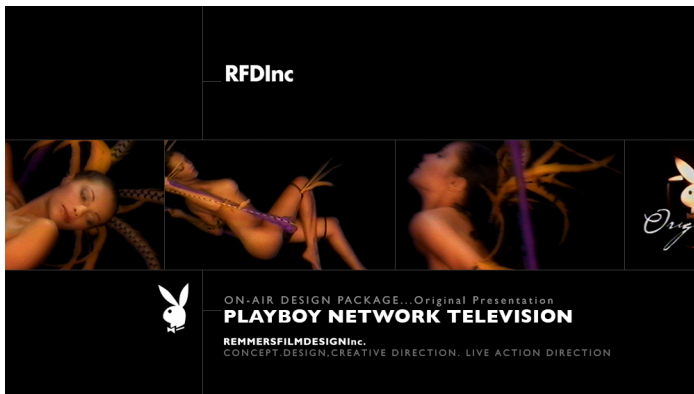 RFDInc
ON-AIR DESIGN PACKAGE...Original Presentation
PLAYBOY NETWORK TELEVISION
REMMERSFILMDESIGNInc.
CONCEPT.DESIGN,CREATIVE DIRECTION. LIVE ACTION DIRECTION